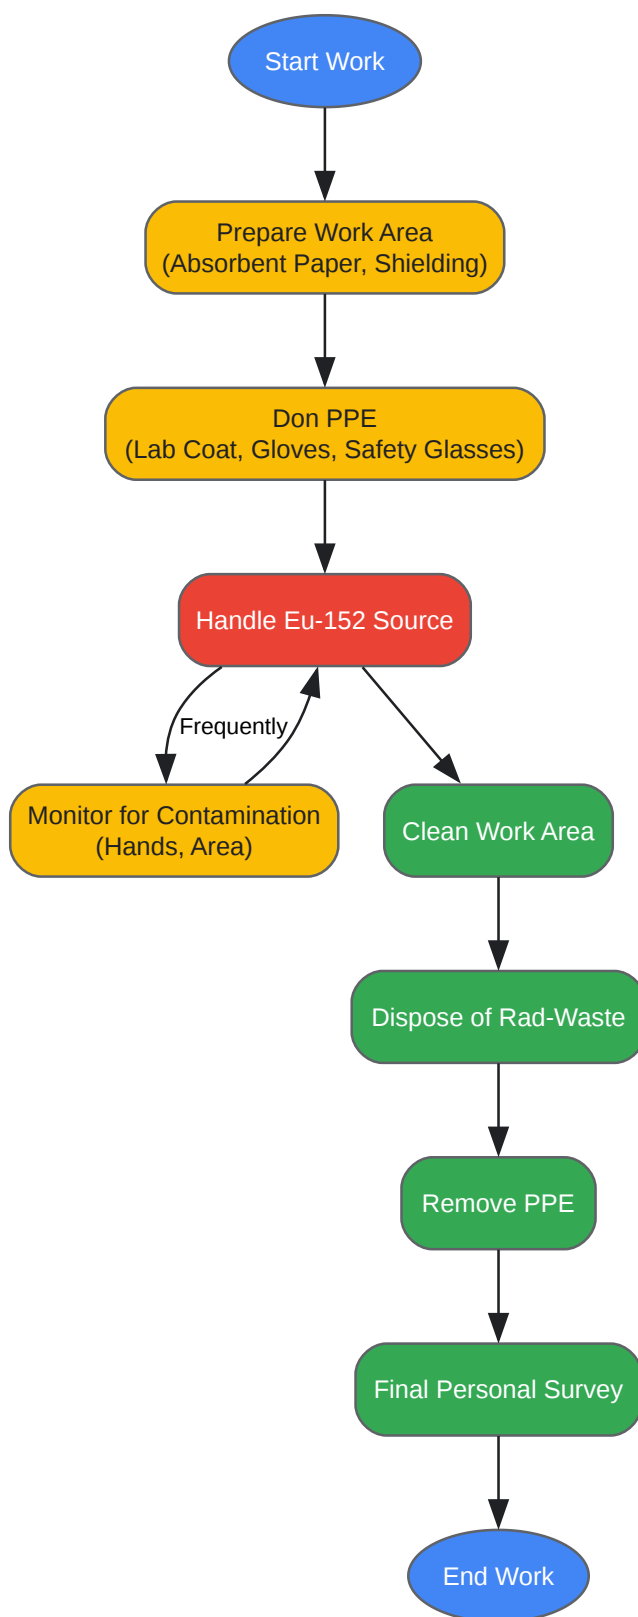 Start Work
Prepare Work Area
(Absorbent Paper, Shielding)
Don PPE
(Lab Coat, Gloves, Safety Glasses)
Handle Eu-152 Source
Frequently
Monitor for Contamination
(Hands, Area)
Clean Work Area
Dispose of Rad-Waste
Remove PPE
Final Personal Survey
End Work